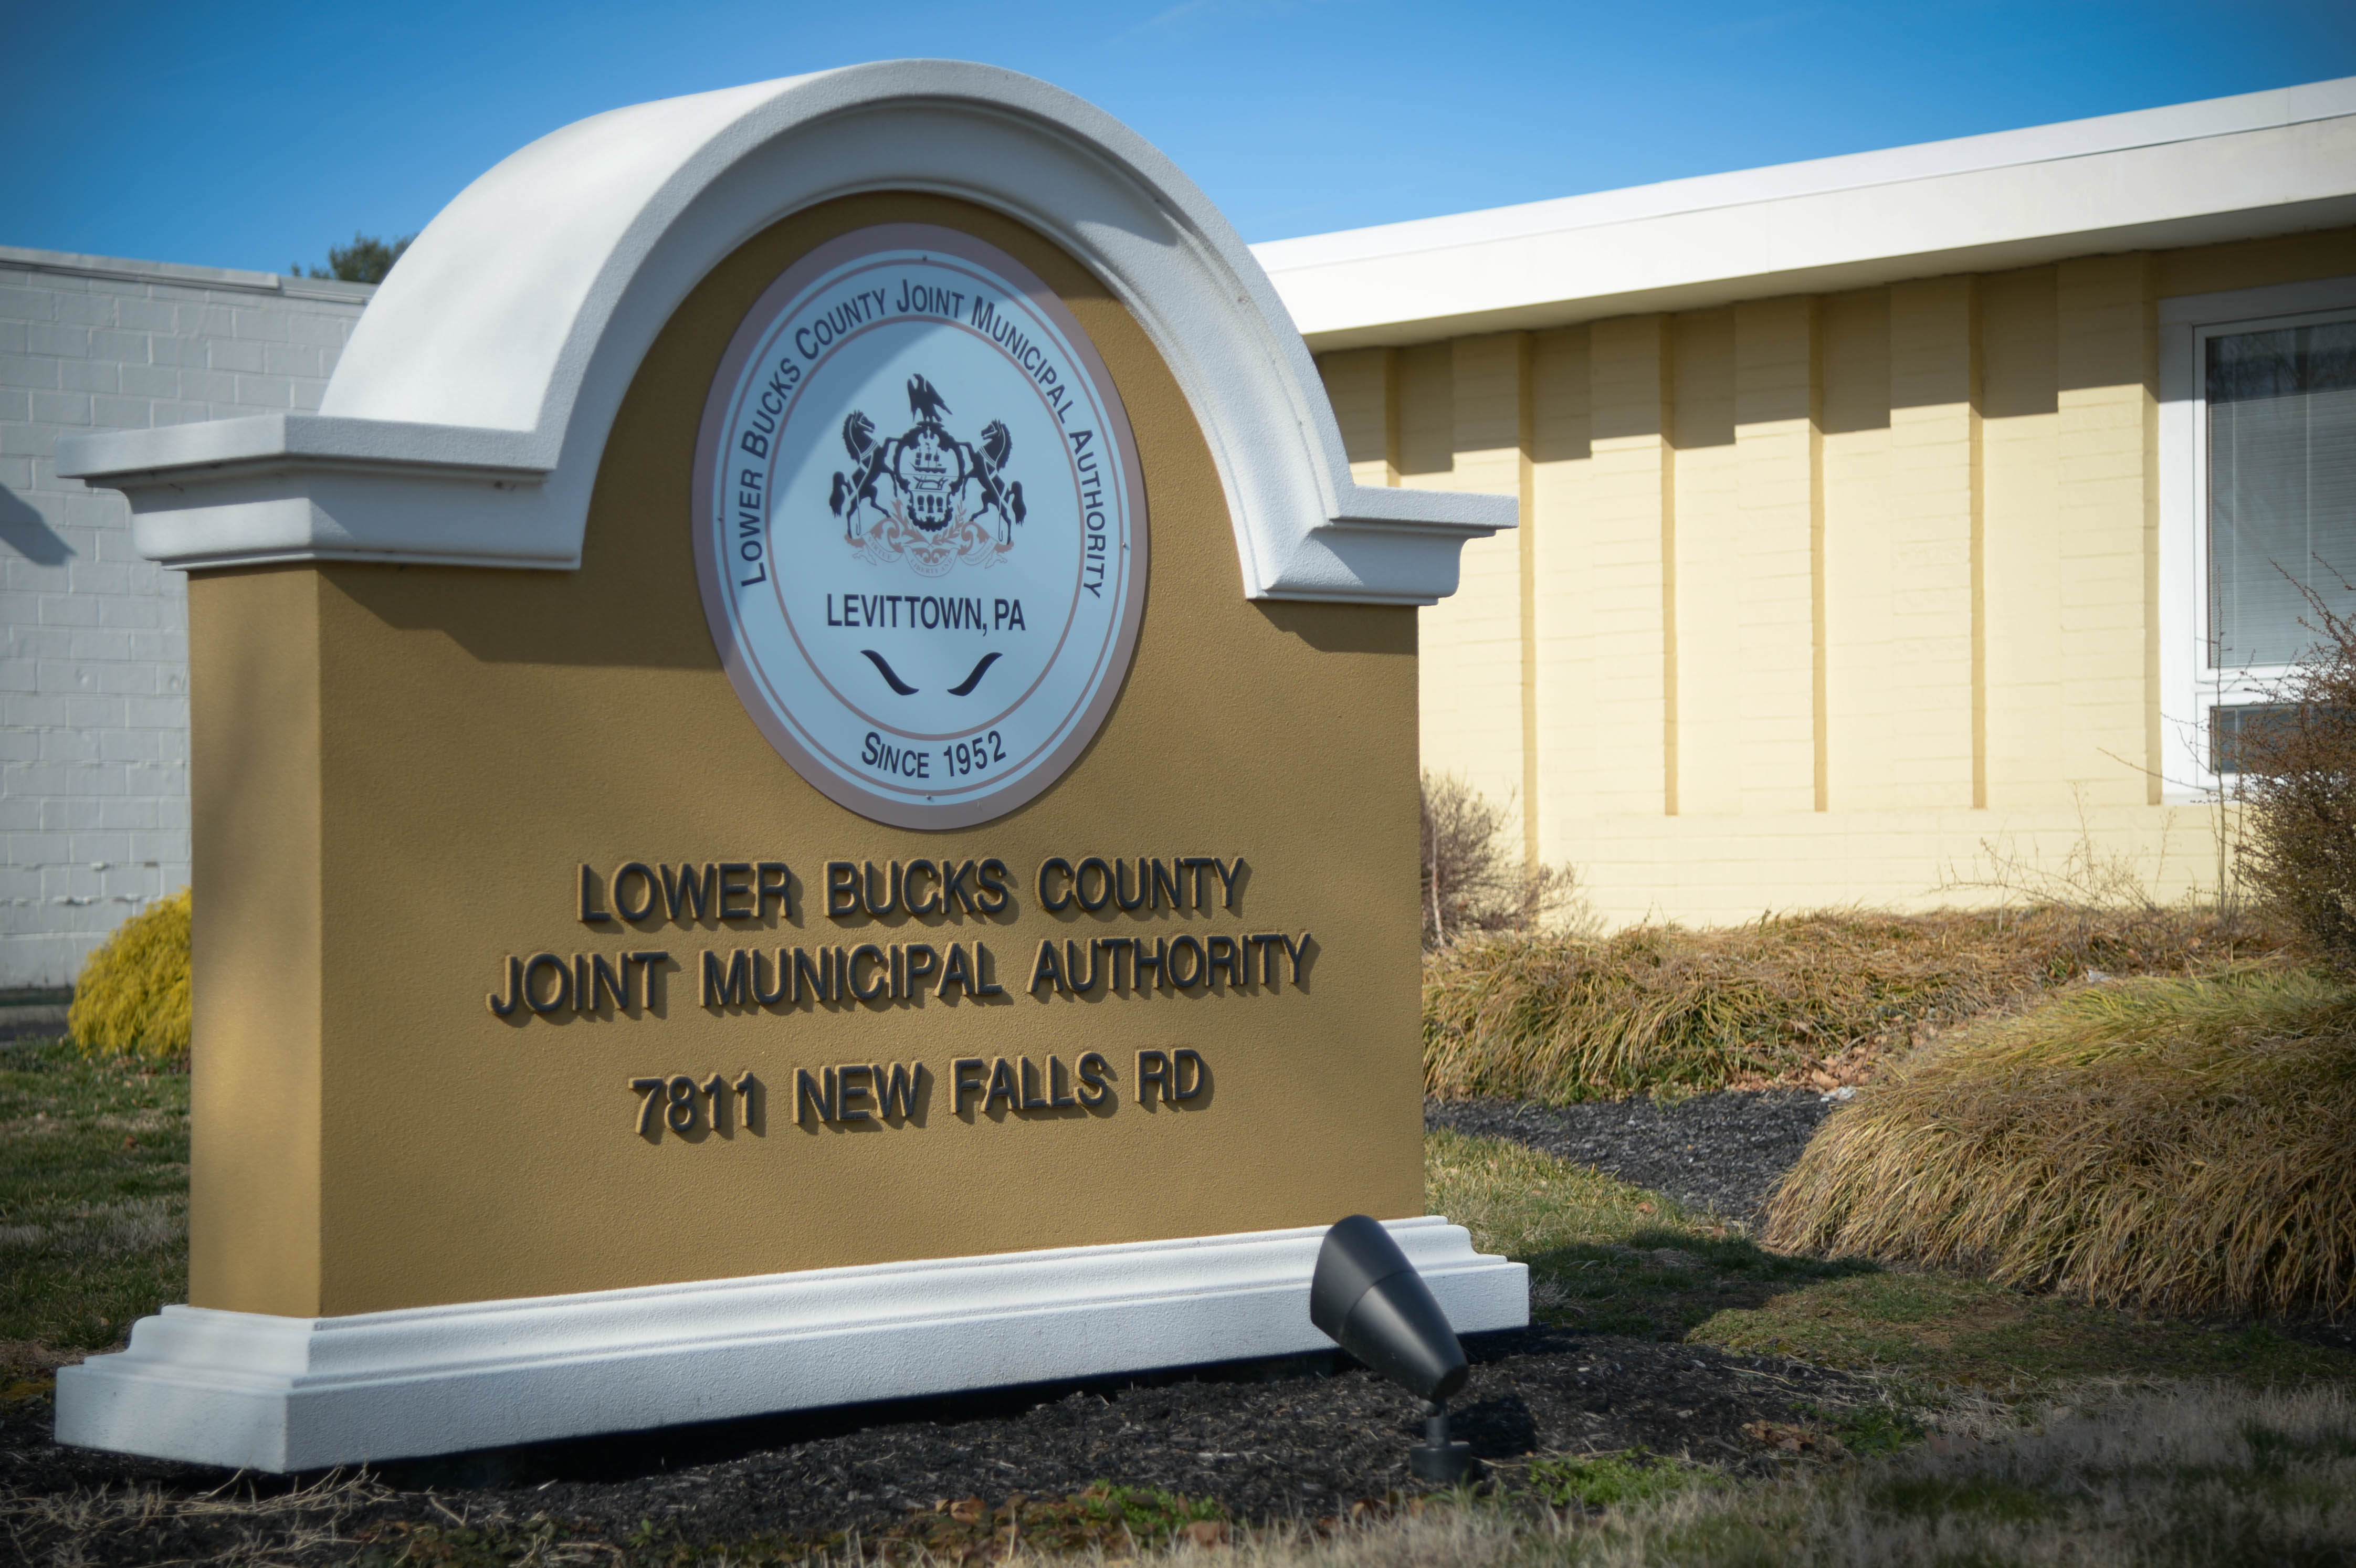 LOWER BUCKS COUNTY JOINT MUNICIPAL AUTHORITY
LEVITTOWN, PA
SINCE 1952
LOWER BUCKS COUNTY
JOINT MUNICIPAL AUTHORITY
7811 NEW FALLS RD